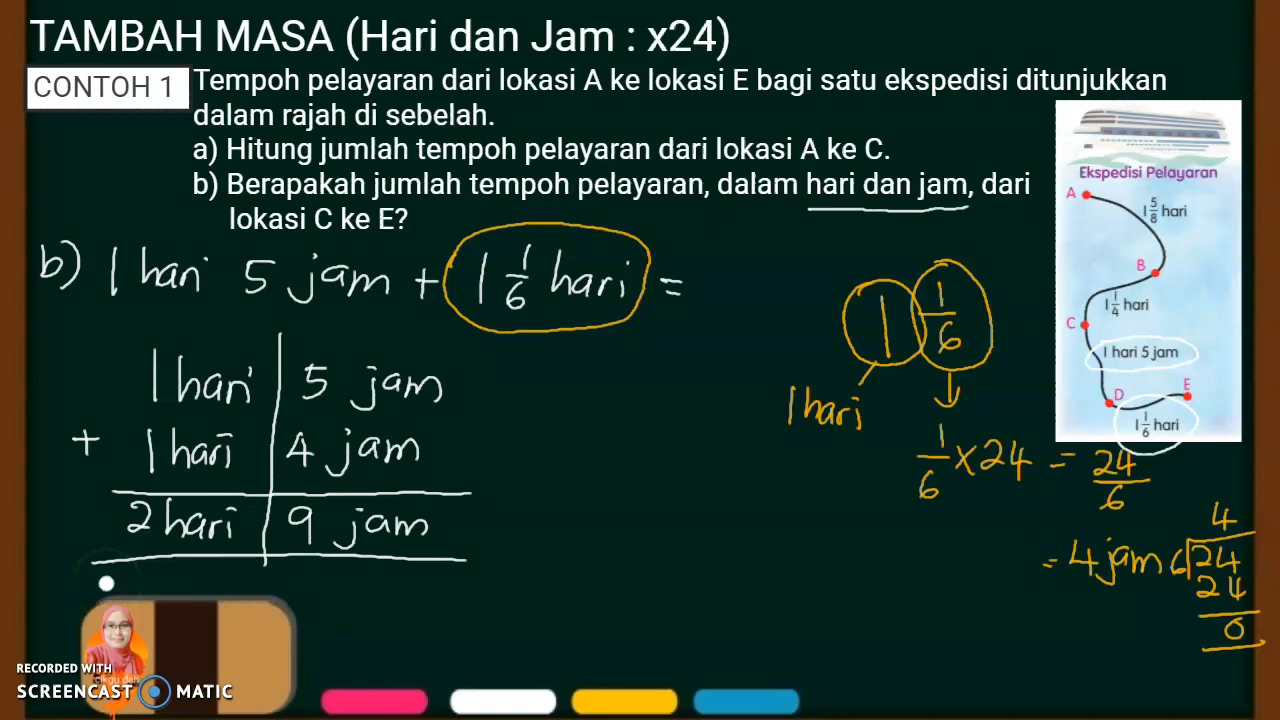 TAMBAH MASA (Hari dan Jam : x24)
CONTOH 1
Tempoh pelayaran dari lokasi A ke lokasi E bagi satu ekspedisi ditunjukkan
dalam rajah di sebelah.
a) Hitung jumlah tempoh pelayaran dari lokasi A ke C.
b) Berapakah jumlah tempoh pelayaran, dalam hari dan jam, dari
lokasi C ke E?
Ekspedisi Pelayaran
A
1 5/8 hari
B
1 1/4 hari
C
1 hari 5 jam
D
E
1 1/6 hari
b) 1 hari 5 jam + 1 1/6 hari =
1 hari 5 jam
+ 1 hari 4 jam
2 hari 9 jam
1 1/6
1 hari
1/6 x 24 = 24/6
= 4 jam
4
6 24
24
0
RECORDED WITH
SCREENCAST MATIC